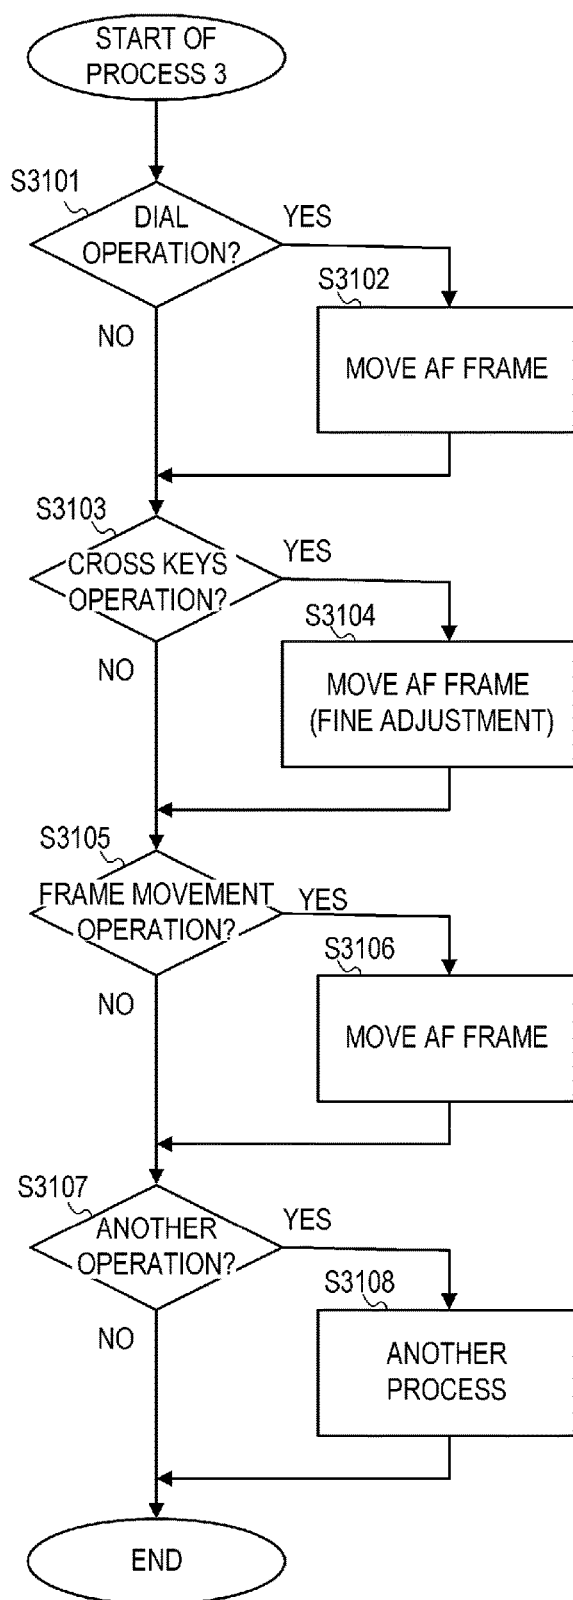 START OF
PROCESS 3
S3101
DIAL
OPERATION?
YES
S3102
MOVE AF FRAME
NO
S3103
CROSS KEYS
OPERATION?
YES
S3104
MOVE AF FRAME
(FINE ADJUSTMENT)
NO
S3105
FRAME MOVEMENT
OPERATION?
YES
S3106
MOVE AF FRAME
NO
S3107
ANOTHER
OPERATION?
YES
S3108
ANOTHER
PROCESS
NO
END